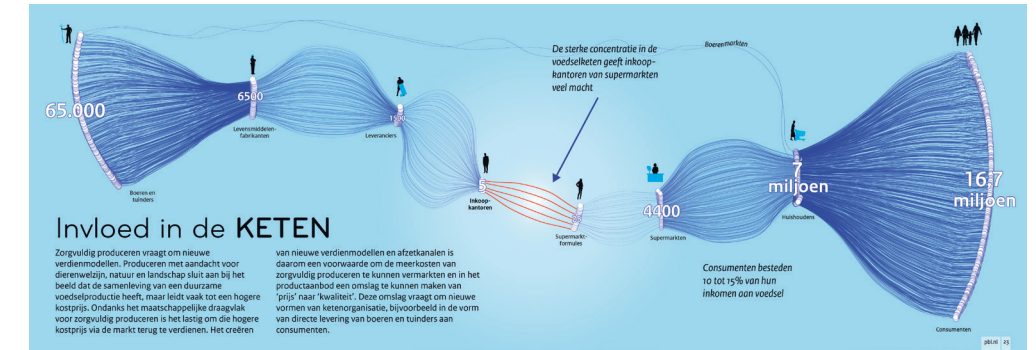 65.000
Boeren en
tuinders
6500
Levensmiddelen-
fabrikanten
1500
Leveranciers
5
Inkoop-
kantoren
De sterke concentratie in de
voedselketen geeft inkoop-
kantoren van supermarkten
veel macht
Boerenmarkten
Supermarkt-
formules
4400
Supermarkten
7
miljoen
Huishoudens
16,7
miljoen
Consumenten
Consumenten besteden
10 tot 15% van hun
inkomen aan voedsel
Invloed in de KETEN
Zorgvuldig produceren vraagt om nieuwe
verdienmodellen. Produceren met aandacht voor
dierenwelzijn, natuur en landschap sluit aan bij het
beeld dat de samenleving van een duurzame
voedselproductie heeft, maar leidt vaak tot een hogere
kostprijs. Ondanks het maatschappelijke draagvlak
voor zorgvuldig produceren is het lastig om die hogere
kostprijs via de markt terug te verdienen. Het creëren
van nieuwe verdienmodellen en afzetkanalen is
daarom een voorwaarde om de meerkosten van
zorgvuldig produceren te kunnen vermarkten en in het
productaanbod een omslag te kunnen maken van
‘prijs’ naar ‘kwaliteit’. Deze omslag vraagt om nieuwe
vormen van ketenorganisatie, bijvoorbeeld in de vorm
van directe levering van boeren en tuinders aan
consumenten.
pbl.nl 23